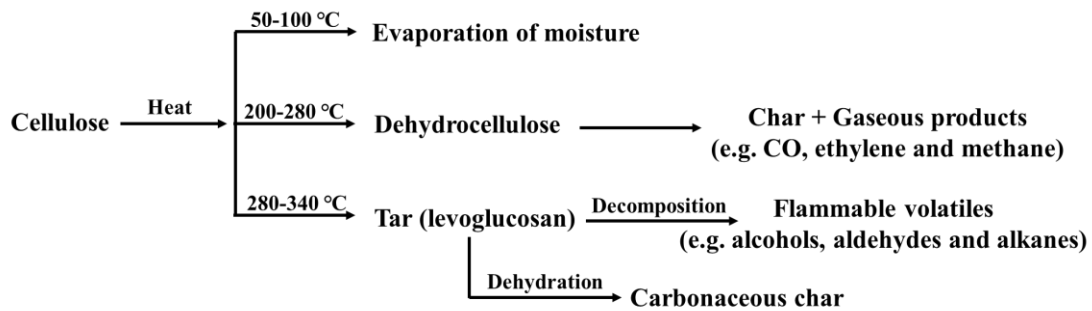 50-100 ℃
Evaporation of moisture
Cellulose
Heat
200-280 ℃
Dehydrocellulose
Char + Gaseous products
(e.g. CO, ethylene and methane)
280-340 ℃
Tar (levoglucosan)
Decomposition
Flammable volatiles
(e.g. alcohols, aldehydes and alkanes)
Dehydration
Carbonaceous char